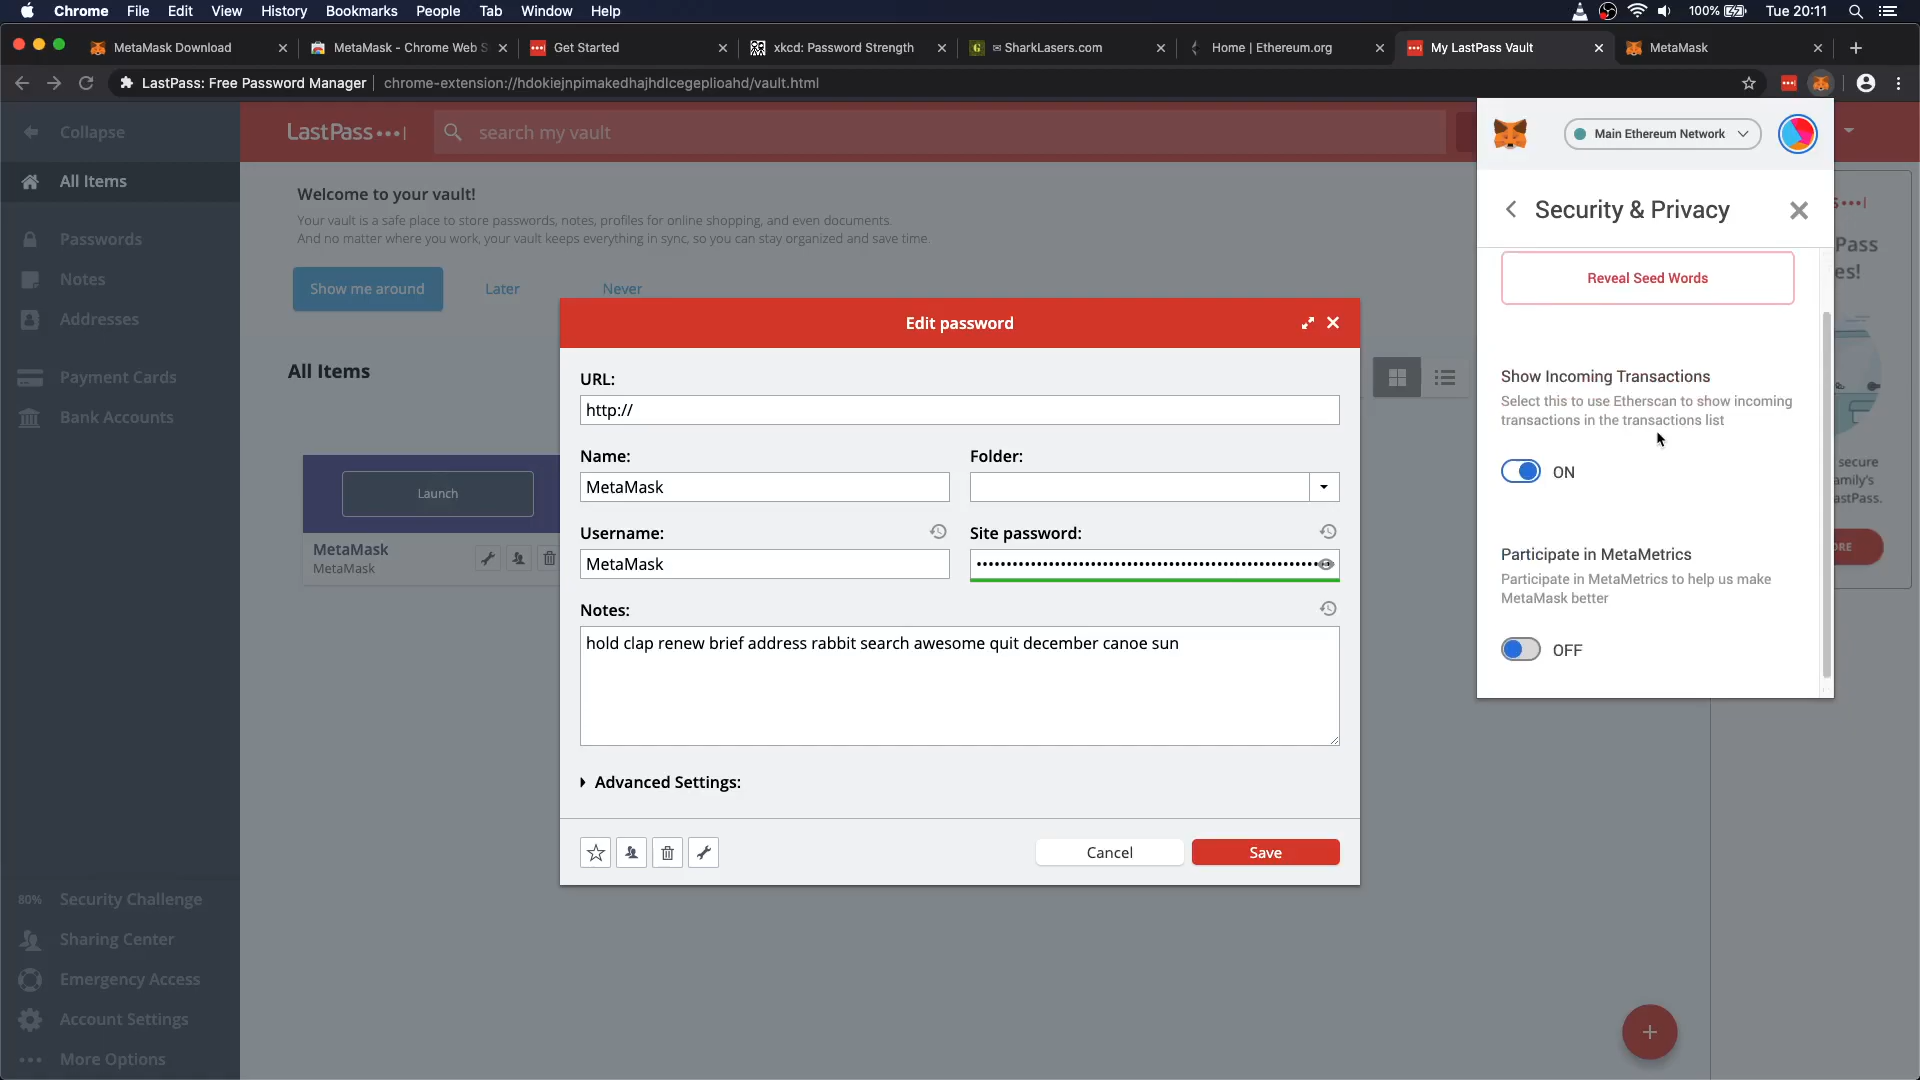 Chrome File Edit View History Bookmarks People Tab Window Help 100% Tue 20:11
MetaMask Download
MetaMask - Chrome Web S
Get Started
xkcd: Password Strength
SharkLasers.com
Home | Ethereum.org
My LastPass Vault
MetaMask
LastPass: Free Password Manager chrome-extension://hdokiejnpimakedhajhdlcegeplioahd/vault.html
Collapse
All Items
Passwords
Notes
Addresses
Payment Cards
Bank Accounts
80% Security Challenge
Sharing Center
Emergency Access
Account Settings
More Options
LastPass
search my vault
Welcome to your vault!
Your vault is a safe place to store passwords, notes, profiles for online shopping, and even documents.
And no matter where you work, your vault keeps everything in sync, so you can stay organized and save time.
Show me around
Later
Never
All Items
Launch
MetaMask
MetaMask
Edit password
URL:
http://
Name:
MetaMask
Folder:
Username:
MetaMask
Site password:
Notes:
hold clap renew brief address rabbit search awesome quit december canoe sun
Advanced Settings:
Cancel
Save
Main Ethereum Network
Security & Privacy
Reveal Seed Words
Show Incoming Transactions
Select this to use Etherscan to show incoming
transactions in the transactions list
ON
Participate in MetaMetrics
Participate in MetaMetrics to help us make
MetaMask better
OFF
Pass
es!
secure
amily's
astPass.
ORE